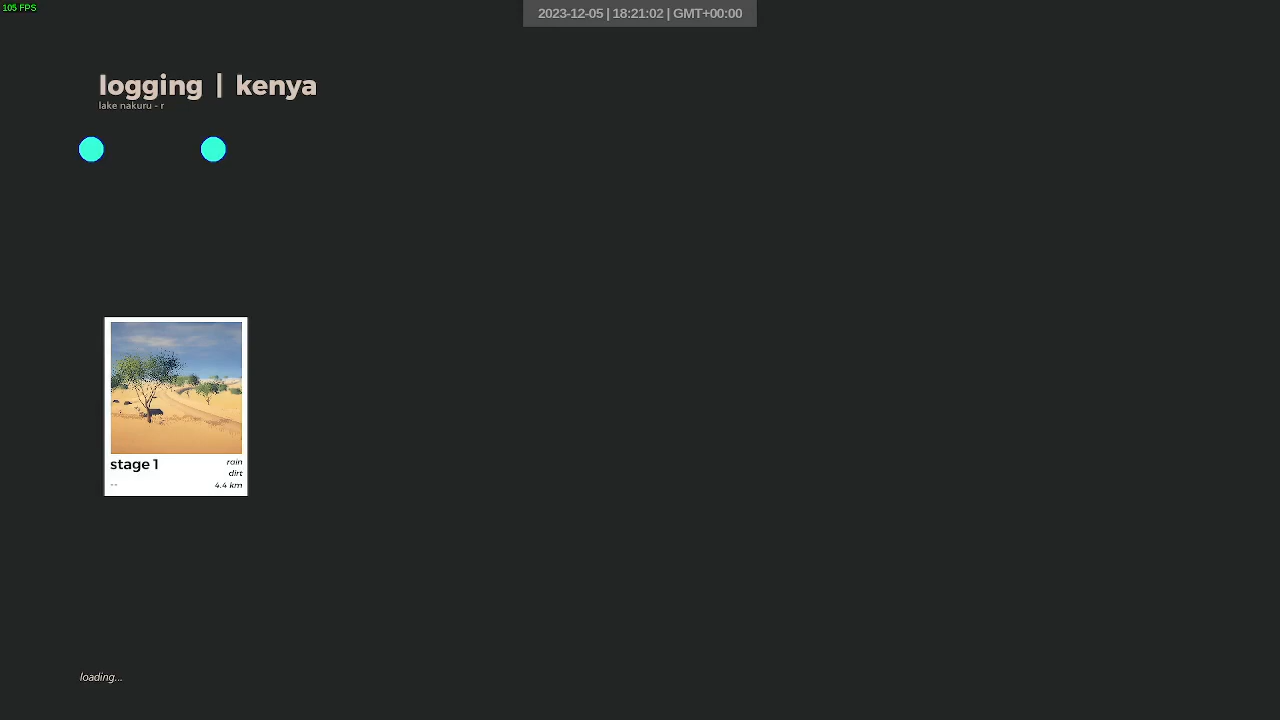 105 FPS
2023-12-05 | 18:21:02 | GMT+00:00
logging | kenya
lake nakuru - r
stage 1
rain
dirt
--
4.4 km
loading...